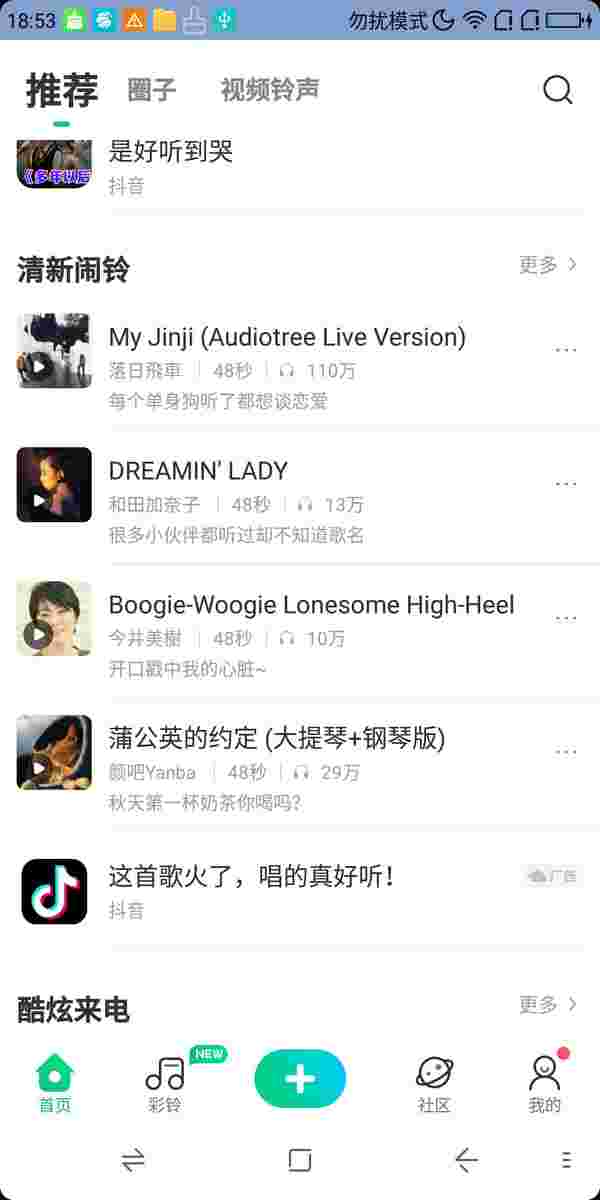 18:53 勿扰模式
推荐 圈子 视频铃声
《多年以后
是好听到哭
抖音
清新闹铃 更多
My Jinji (Audiotree Live Version)
落日飛車 48秒 110万
每个单身狗听了都想谈恋爱
DREAMIN' LADY
和田加奈子 48秒 13万
很多小伙伴都听过却不知道歌名
Boogie-Woogie Lonesome High-Heel
今井美樹 48秒 10万
开口戳中我的心脏~
蒲公英的约定 (大提琴+钢琴版)
颜吧Yanba 48秒 29万
秋天第一杯奶茶你喝吗?
这首歌火了，唱的真好听！
广告
抖音
酷炫来电 更多
NEW
首页 彩铃 社区 我的